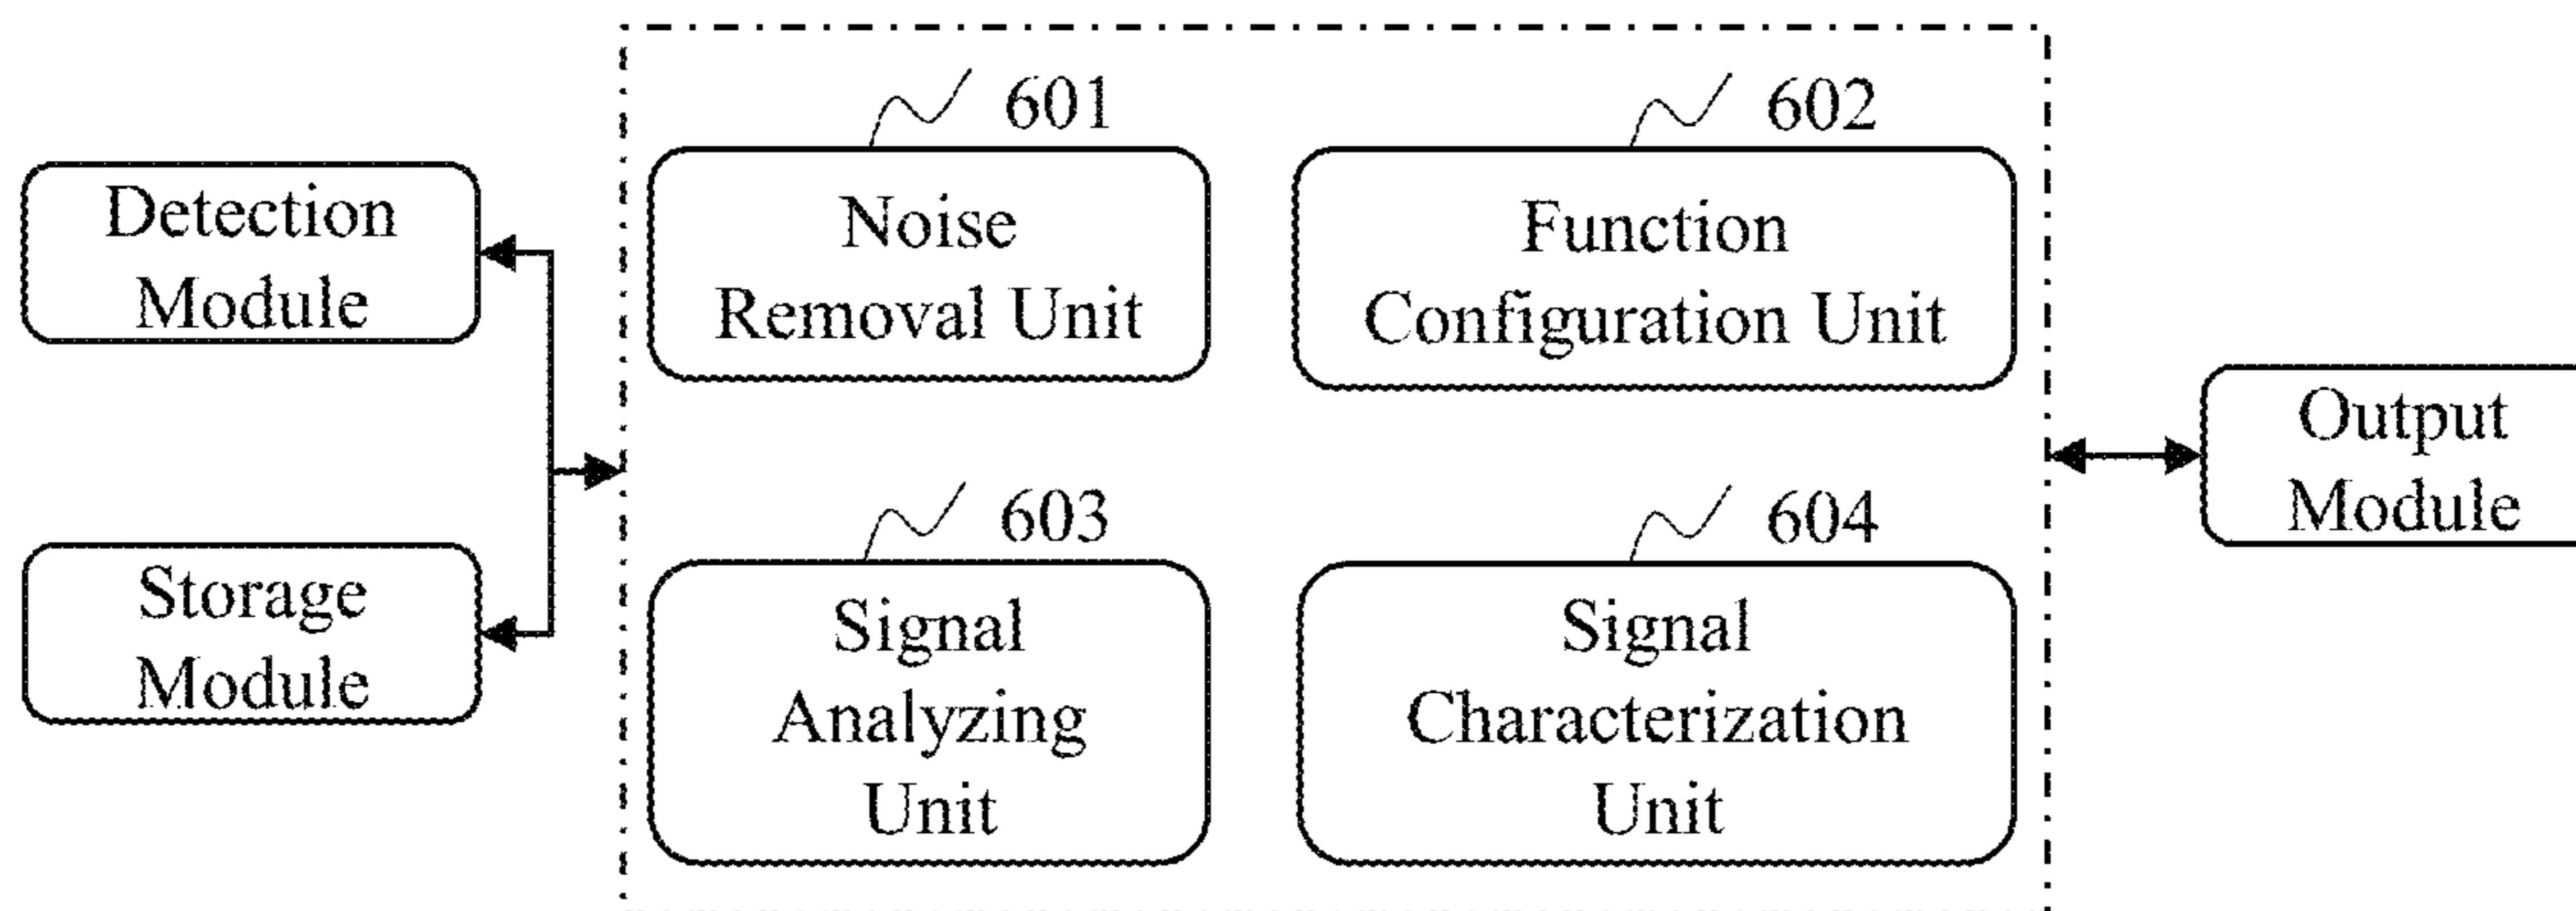 Detection
Module
Storage
Module
601
Noise
Removal Unit
602
Function
Configuration Unit
603
Signal
Analyzing
Unit
604
Signal
Characterization
Unit
Output
Module